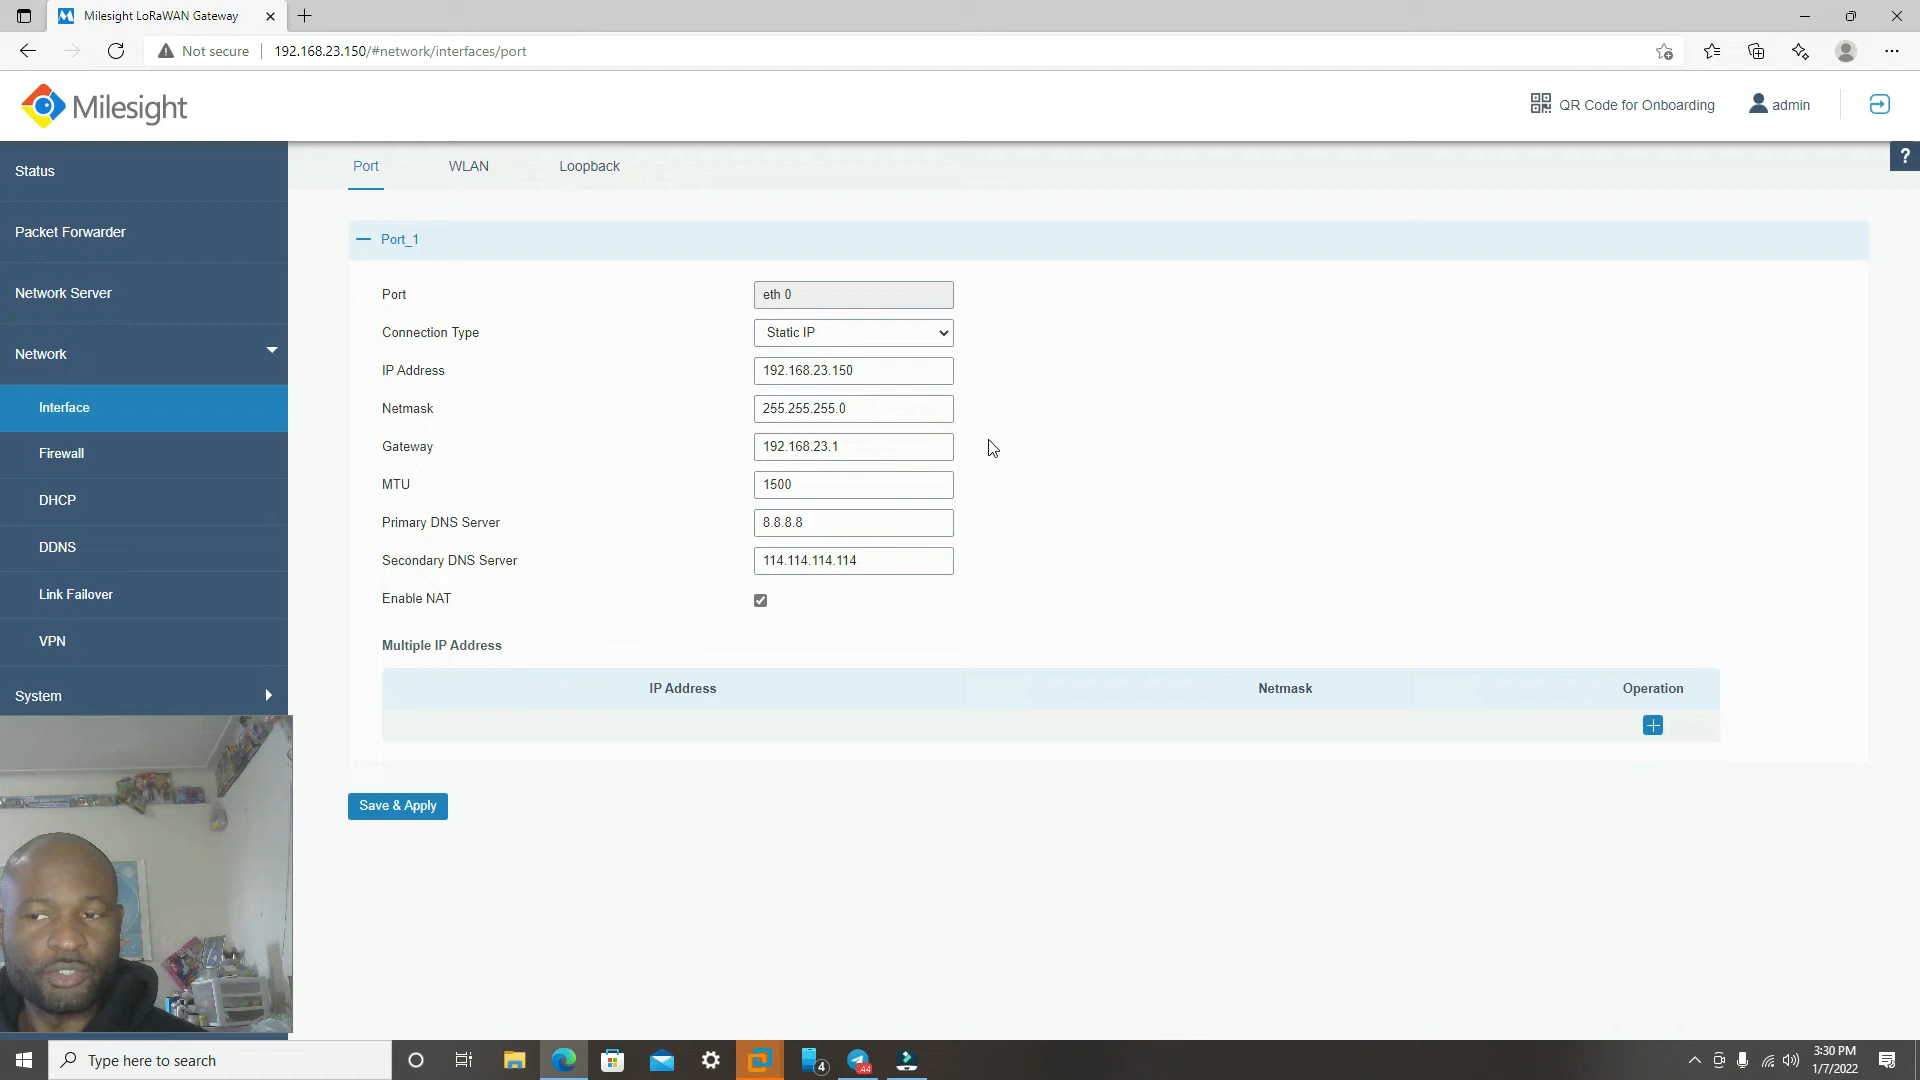 Milesight LoRaWAN Gateway
Not secure
192.168.23.150/#network/interfaces/port
Milesight
QR Code for Onboarding
admin
Status
Packet Forwarder
Network Server
Network
Interface
Firewall
DHCP
DDNS
Link Failover
VPN
System
Port WLAN Loopback
?
Port_1
Port eth 0
Connection Type Static IP
IP Address 192.168.23.150
Netmask 255.255.255.0
Gateway 192.168.23.1
MTU 1500
Primary DNS Server 8.8.8.8
Secondary DNS Server 114.114.114.114
Enable NAT
Multiple IP Address
IP Address Netmask Operation
Save & Apply
Type here to search
4
.44
3:30 PM
1/7/2022